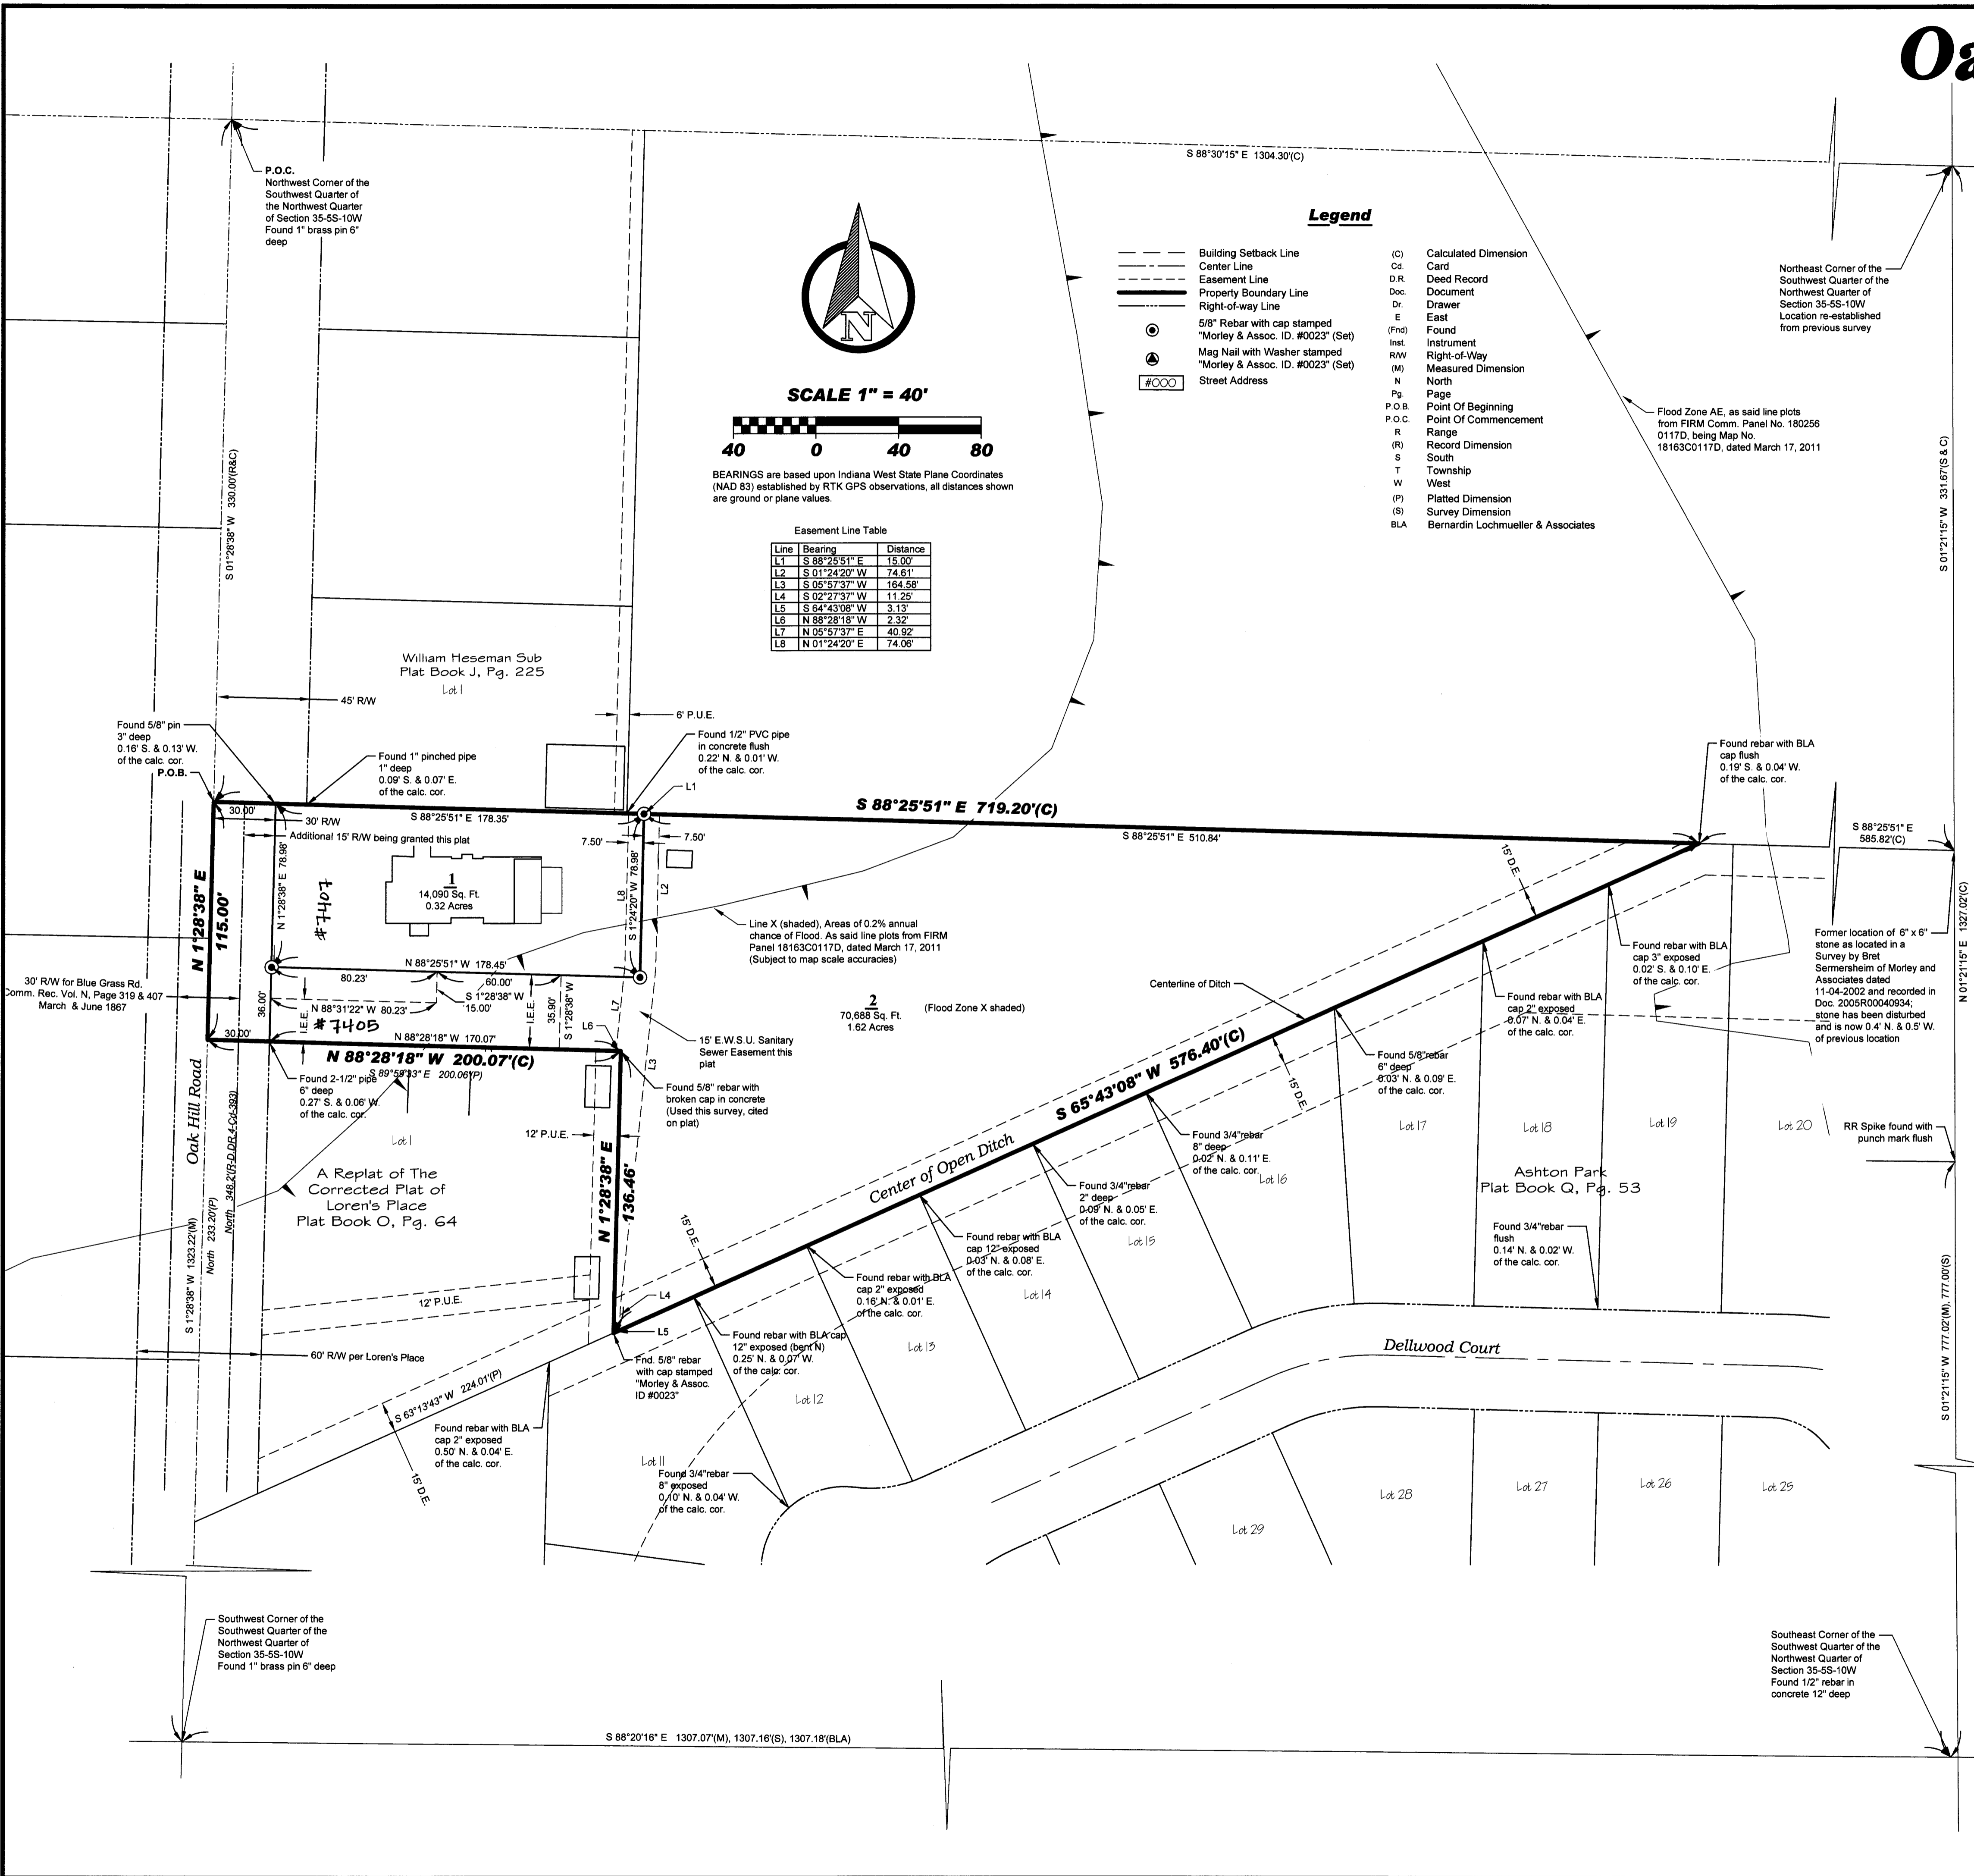 Oa
S 88°30'15" E 1304.30'(C)
P.O.C.
Northwest Corner of the
Southwest Quarter of
the Northwest Quarter
of Section 35-5S-10W
Found 1" brass pin 6"
deep
N
SCALE 1" = 40'
40 0 40 80
BEARINGS are based upon Indiana West State Plane Coordinates
(NAD 83) established by RTK GPS observations, all distances shown
are ground or plane values.
Easement Line Table
Line Bearing Distance
L1 S 88°25'51" E 15.00'
L2 S 01°24'20" W 74.61'
L3 S 05°57'37" W 164.58'
L4 S 02°27'37" W 11.25'
L5 S 64°43'08" W 3.13'
L6 N 88°28'18" W 2.32'
L7 N 05°57'37" E 40.92'
L8 N 01°24'20" E 74.06'
Legend
Building Setback Line
Center Line
Easement Line
Property Boundary Line
Right-of-way Line
5/8" Rebar with cap stamped
"Morley & Assoc. ID. #0023" (Set)
Mag Nail with Washer stamped
"Morley & Assoc. ID. #0023" (Set)
#000 Street Address
(C) Calculated Dimension
Cd. Card
D.R. Deed Record
Doc. Document
Dr. Drawer
E East
(Fnd) Found
Inst. Instrument
R/W Right-of-Way
(M) Measured Dimension
N North
Pg. Page
P.O.B. Point Of Beginning
P.O.C. Point Of Commencement
R Range
(R) Record Dimension
S South
T Township
W West
(P) Platted Dimension
(S) Survey Dimension
BLA Bernardin Lochmueller & Associates
Northeast Corner of the
Southwest Quarter of the
Northwest Quarter of
Section 35-5S-10W
Location re-established
from previous survey
Flood Zone AE, as said line plots
from FIRM Comm. Panel No. 180256
0117D, being Map No.
18163C0117D, dated March 17, 2011
S 01°21'15" W 331.67'(S & C)
S 01°28'38" W 330.00'(R&C)
William Heseman Sub
Plat Book J, Pg. 225
Lot 1
45' R/W
6' P.U.E.
Found 5/8" pin
3" deep
0.16' S. & 0.13' W.
of the calc. cor.
P.O.B.
Found 1" pinched pipe
1" deep
0.09' S. & 0.07' E.
of the calc. cor.
Found 1/2" PVC pipe
in concrete flush
0.22' N. & 0.01' W.
of the calc. cor.
L1
Found rebar with BLA
cap flush
0.19' S. & 0.04' W.
of the calc. cor.
S 88°25'51" E 719.20'(C)
30.00'
30' R/W
S 88°25'51" E 178.35'
S 88°25'51" E 510.84'
S 88°25'51" E
585.82'(C)
Additional 15' R/W being granted this plat
7.50'
7.50'
N 1°28'38" E
115.00'
N 1°28'38" E 78.98'
#7407
1
14,090 Sq. Ft.
0.32 Acres
L8
S 1°24'20" W 78.98'
L2
15' D.E.
Line X (shaded), Areas of 0.2% annual
chance of Flood. As said line plots from FIRM
Panel 18163C0117D, dated March 17, 2011
(Subject to map scale accuracies)
N 88°25'51" W 178.45'
80.23'
60.00'
S 1°28'38" W
15.00'
36.00'
N 88°31'22" W 80.23'
I.E.E.
#7405
I.E.E.
35.90'
S 1°28'38" W
L7
L6
30.00'
N 88°28'18" W 170.07'
N 88°28'18" W 200.07'(C)
S 89°59'33" E 200.06'(P)
30' R/W for Blue Grass Rd.
Comm. Rec. Vol. N, Page 319 & 407
March & June 1867
2
70,688 Sq. Ft.
1.62 Acres
(Flood Zone X shaded)
15' E.W.S.U. Sanitary
Sewer Easement this
plat
L3
Found 5/8" rebar with
broken cap in concrete
(Used this survey, cited
on plat)
Found 2-1/2" pipe
6" deep
0.27' S. & 0.06' W.
of the calc. cor.
Centerline of Ditch
S 65°43'08" W 576.40'(C)
Center of Open Ditch
15' D.E.
Found rebar with BLA
cap 3" exposed
0.02' S. & 0.10' E.
of the calc. cor.
Found rebar with BLA
cap 2" exposed
0.07' N. & 0.04' E.
of the calc. cor.
Found 5/8"rebar
6" deep
0.03' N. & 0.09' E.
of the calc. cor.
Former location of 6" x 6"
stone as located in a
Survey by Bret
Sermersheim of Morley and
Associates dated
11-04-2002 and recorded in
Doc. 2005R00040934;
stone has been disturbed
and is now 0.4' N. & 0.5' W.
of previous location
N 01°21'15" E 1327.02'(C)
RR Spike found with
punch mark flush
Lot 17
Lot 18
Lot 19
Lot 20
Ashton Park
Plat Book Q, Pg. 53
Oak Hill Road
Lot 1
A Replat of The
Corrected Plat of
Loren's Place
Plat Book O, Pg. 64
12' P.U.E.
N 1°28'38" E
136.46'
S 1°28'38" W 1323.22'(M)
North 233.20'(P)
North 348.2'(R-D.DR.4-Cd-393)
Found 3/4"rebar
8" deep
0.02' N. & 0.11' E.
of the calc. cor.
Lot 16
Found 3/4"rebar
2" deep
0.09' N. & 0.05' E.
of the calc. cor.
Lot 15
Found rebar with BLA
cap 12" exposed
0.03' N. & 0.08' E.
of the calc. cor.
Lot 14
Found rebar with BLA
cap 2" exposed
0.16' N. & 0.01' E.
of the calc. cor.
Lot 13
Found 3/4"rebar
flush
0.14' N. & 0.02' W.
of the calc. cor.
15' D.E.
12' P.U.E.
L4
L5
60' R/W per Loren's Place
Fnd. 5/8" rebar
with cap stamped
"Morley & Assoc.
ID #0023"
Found rebar with BLA cap
12" exposed (bent N)
0.25' N. & 0.07' W.
of the calc. cor.
Lot 12
Dellwood Court
S 63°13'43" W 224.01'(P)
15' D.E.
Found rebar with BLA
cap 2" exposed
0.50' N. & 0.04' E.
of the calc. cor.
Lot 11
Found 3/4"rebar
8" exposed
0.10' N. & 0.04' W.
of the calc. cor.
Lot 29
Lot 28
Lot 27
Lot 26
Lot 25
S 01°21'15" W 777.02'(M), 777.00'(S)
Southwest Corner of the
Southwest Quarter of the
Northwest Quarter of
Section 35-5S-10W
Found 1" brass pin 6" deep
Southeast Corner of the
Southwest Quarter of the
Northwest Quarter of
Section 35-5S-10W
Found 1/2" rebar in
concrete 12" deep
S 88°20'16" E 1307.07'(M), 1307.16'(S), 1307.18'(BLA)